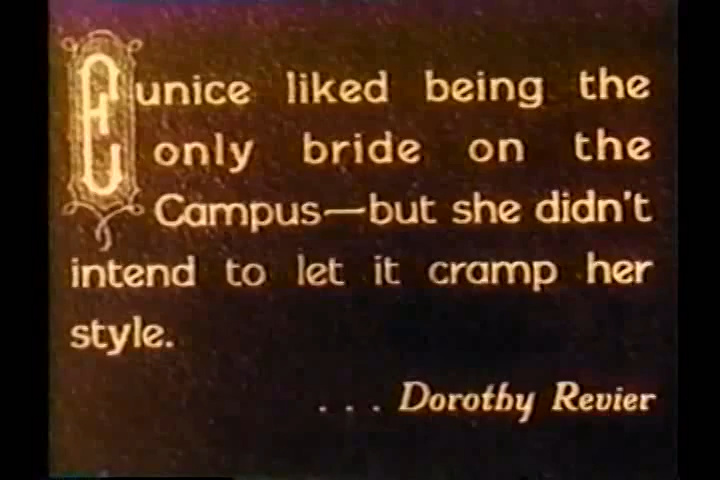 Eunice liked being the
only bride on the
Campus—but she didn't
intend to let it cramp her
style.
. . . Dorothy Revier